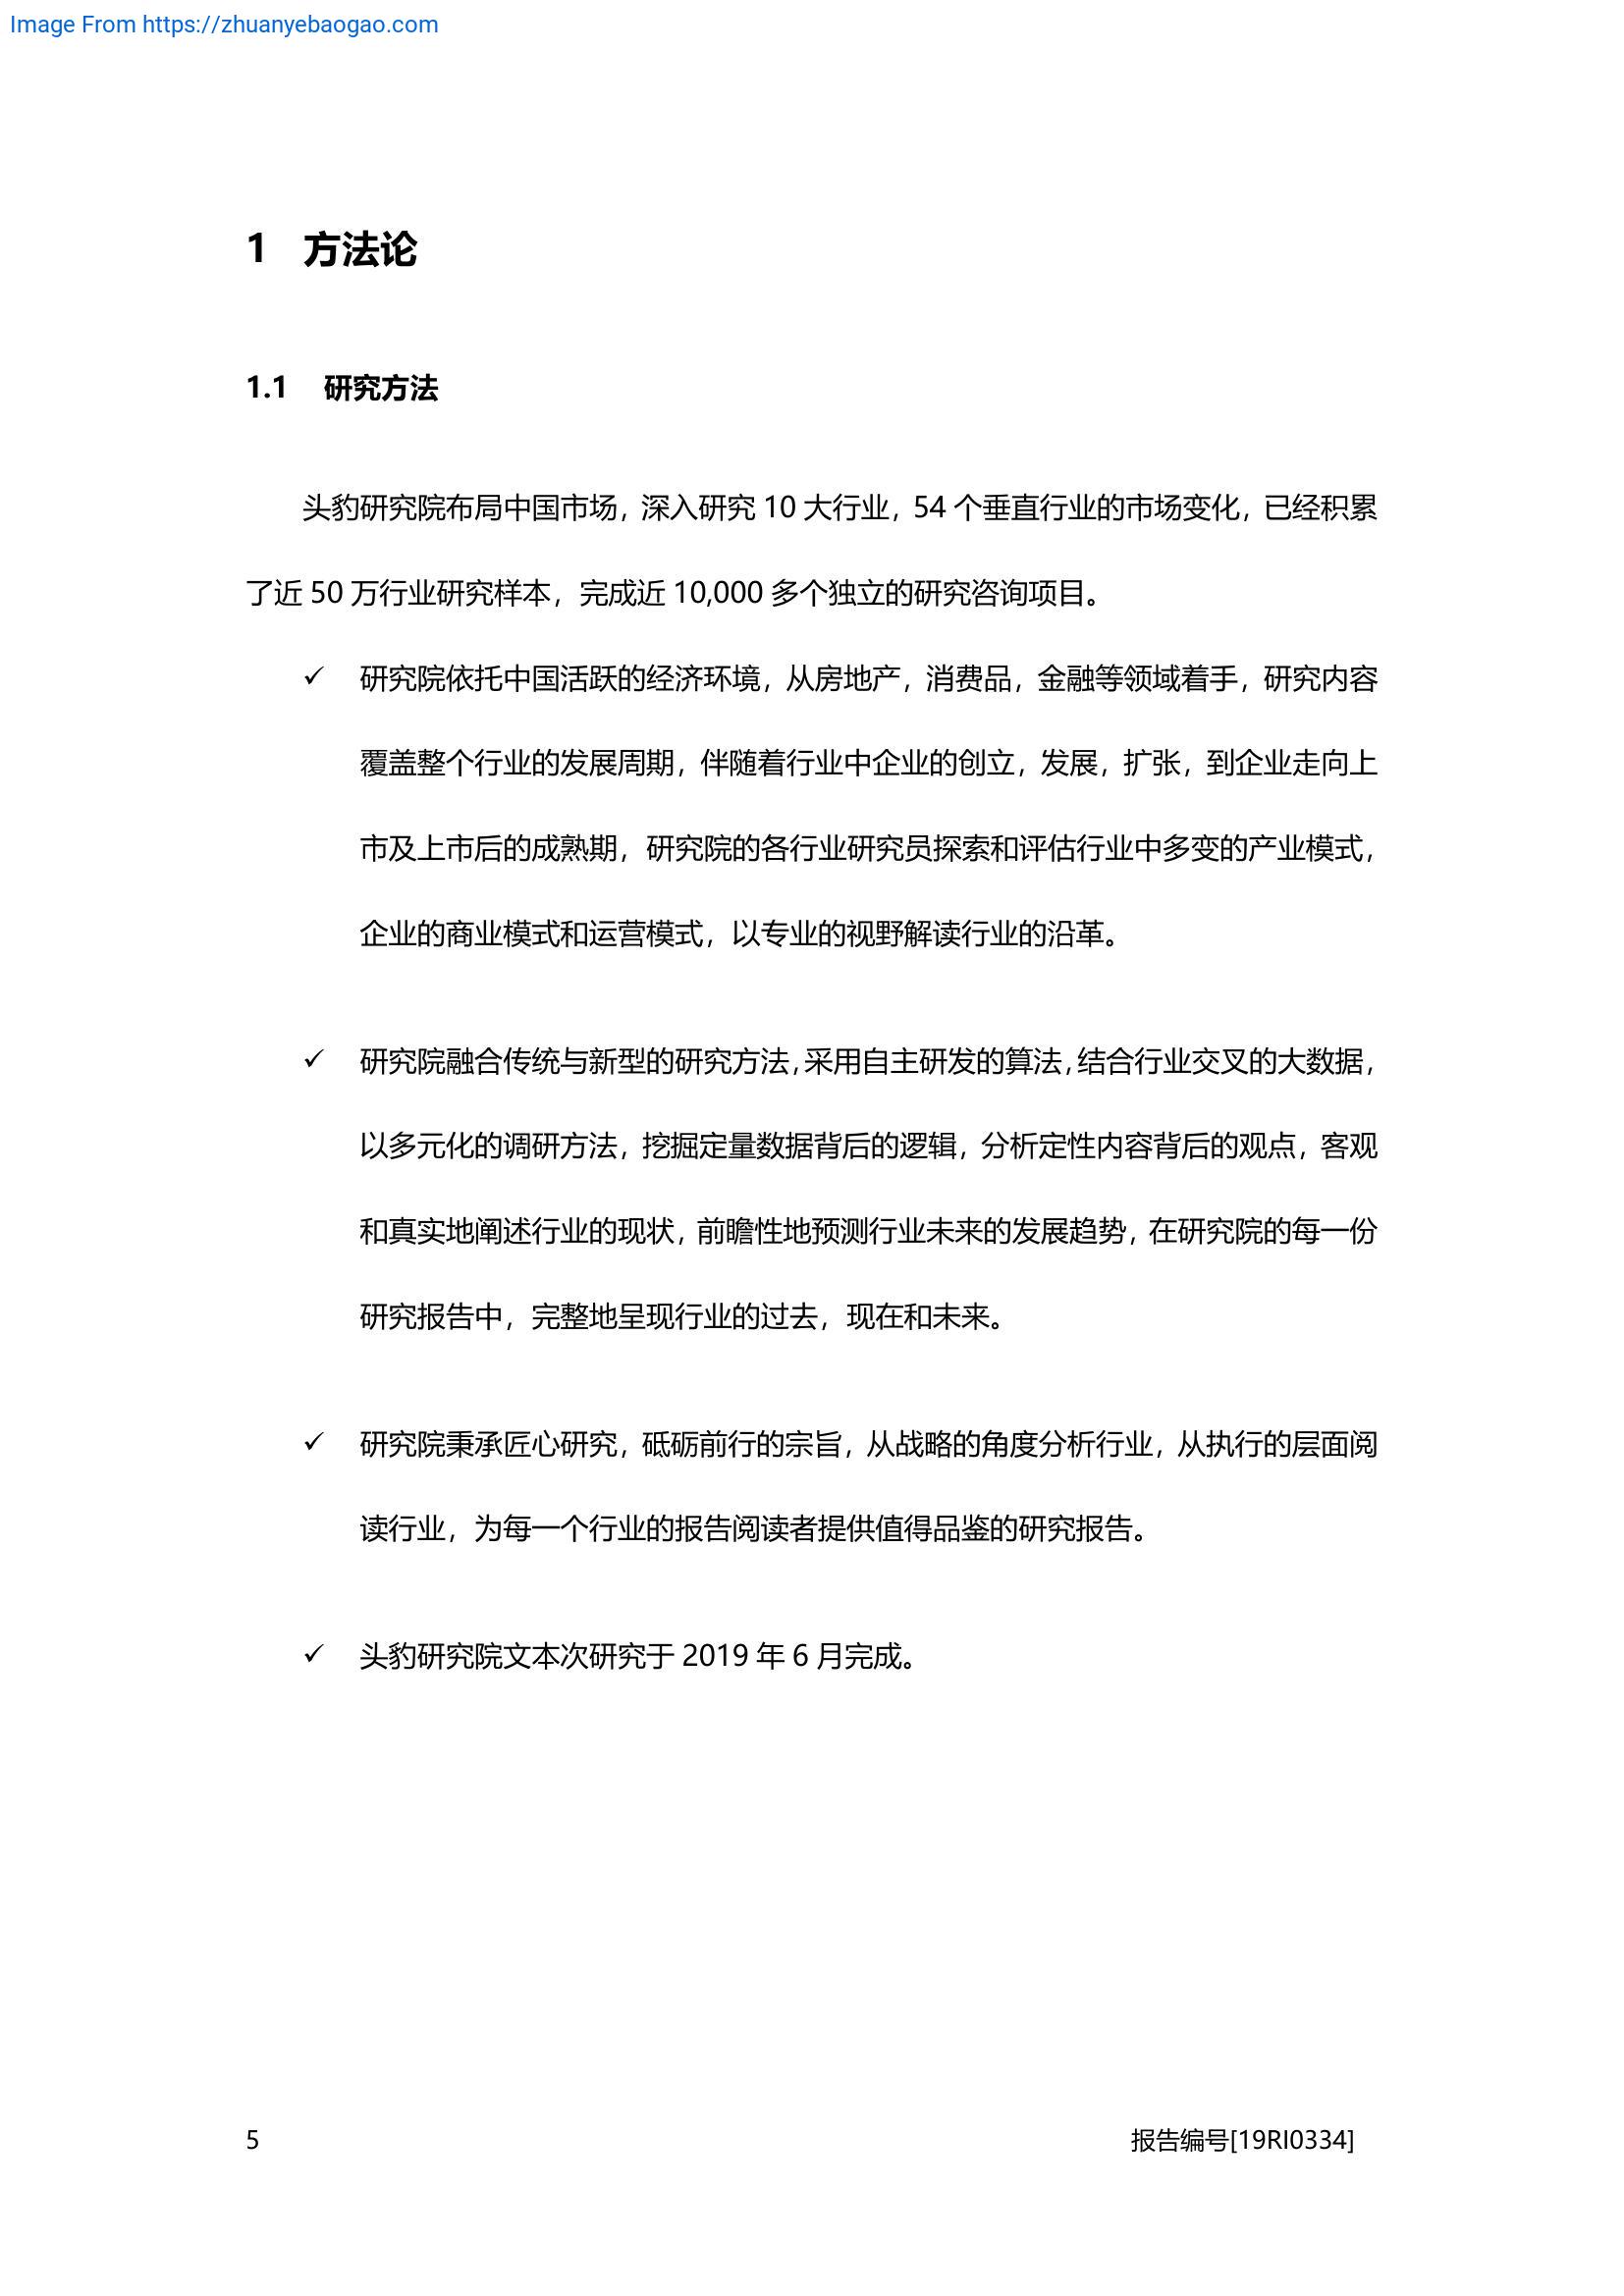 Image From https://zhuanyebaogao.com
1 方法论
1.1 研究方法
头豹研究院布局中国市场，深入研究 10 大行业，54 个垂直行业的市场变化，已经积累
了近 50 万行业研究样本，完成近 10,000 多个独立的研究咨询项目。
✓ 研究院依托中国活跃的经济环境，从房地产，消费品，金融等领域着手，研究内容
覆盖整个行业的发展周期，伴随着行业中企业的创立，发展，扩张，到企业走向上
市及上市后的成熟期，研究院的各行业研究员探索和评估行业中多变的产业模式，
企业的商业模式和运营模式，以专业的视野解读行业的沿革。
✓ 研究院融合传统与新型的研究方法，采用自主研发的算法，结合行业交叉的大数据，
以多元化的调研方法，挖掘定量数据背后的逻辑，分析定性内容背后的观点，客观
和真实地阐述行业的现状，前瞻性地预测行业未来的发展趋势，在研究院的每一份
研究报告中，完整地呈现行业的过去，现在和未来。
✓ 研究院秉承匠心研究，砥砺前行的宗旨，从战略的角度分析行业，从执行的层面阅
读行业，为每一个行业的报告阅读者提供值得品鉴的研究报告。
✓ 头豹研究院文本次研究于 2019 年 6 月完成。
5 报告编号[19RI0334]